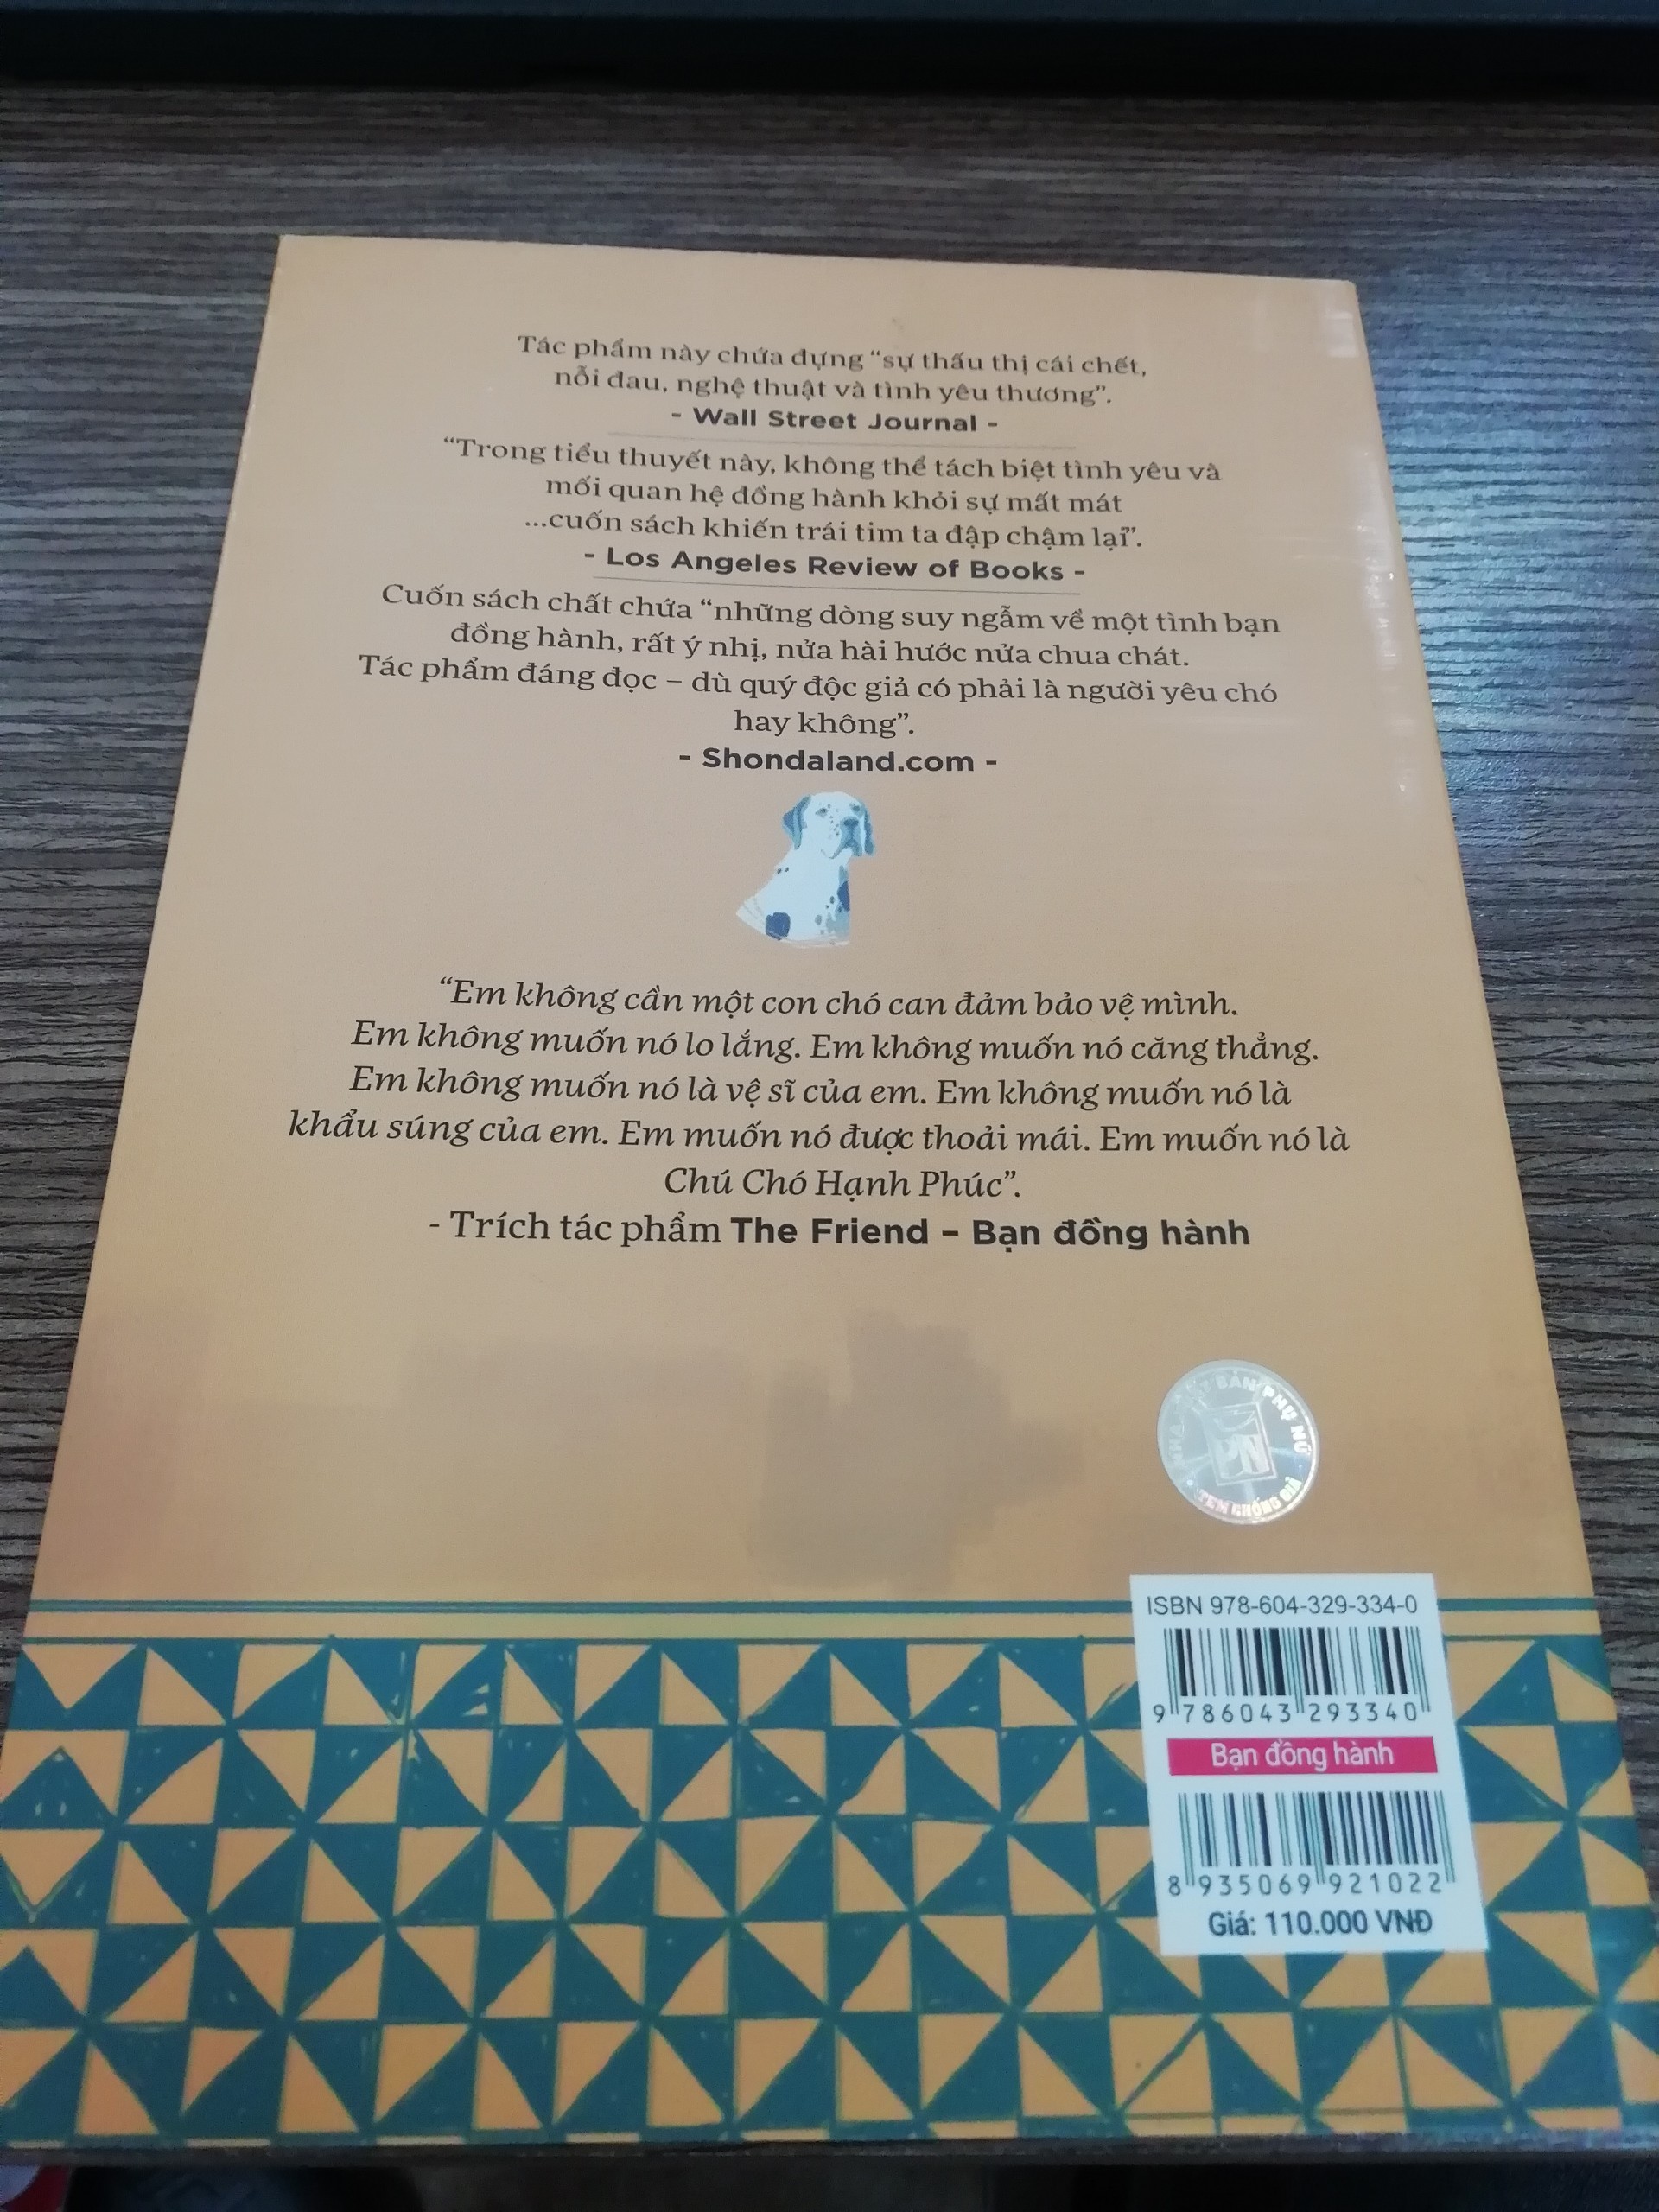 Tác phẩm này chứa đựng “sự thấu thị cái chết,
nỗi đau, nghệ thuật và tình yêu thương”.
- Wall Street Journal -
“Trong tiểu thuyết này, không thể tách biệt tình yêu và
mối quan hệ đồng hành khỏi sự mất mát
...cuốn sách khiến trái tim ta đập chậm lại”.
- Los Angeles Review of Books -
Cuốn sách chất chứa “những dòng suy ngẫm về một tình bạn
đồng hành, rất ý nhị, nửa hài hước nửa chua chát.
Tác phẩm đáng đọc – dù quý độc giả có phải là người yêu chó
hay không”.
- Shondaland.com -
“Em không cần một con chó can đảm bảo vệ mình.
Em không muốn nó lo lắng. Em không muốn nó căng thẳng.
Em không muốn nó là vệ sĩ của em. Em không muốn nó là
khẩu súng của em. Em muốn nó được thoải mái. Em muốn nó là
Chú Chó Hạnh Phúc”.
- Trích tác phẩm The Friend – Bạn đồng hành
BẢN PHỤ NỮ
PN
TEM CHỐNG GIẢ
ISBN 978-604-329-334-0
9 786043 293340
Bạn đồng hành
8 935069 921022
Giá: 110.000 VNĐ